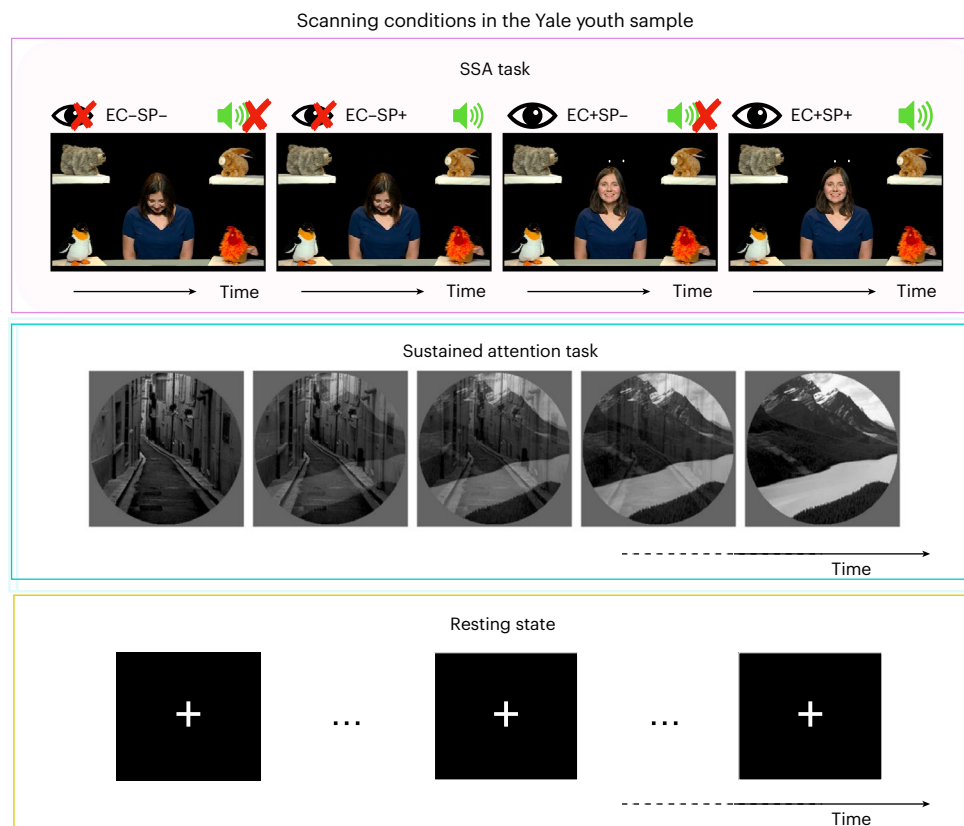 Scanning conditions in the Yale youth sample
SSA task
EC–SP– EC–SP+ EC+SP– EC+SP+
Time Time Time Time
Sustained attention task
Time
Resting state
... ...
Time